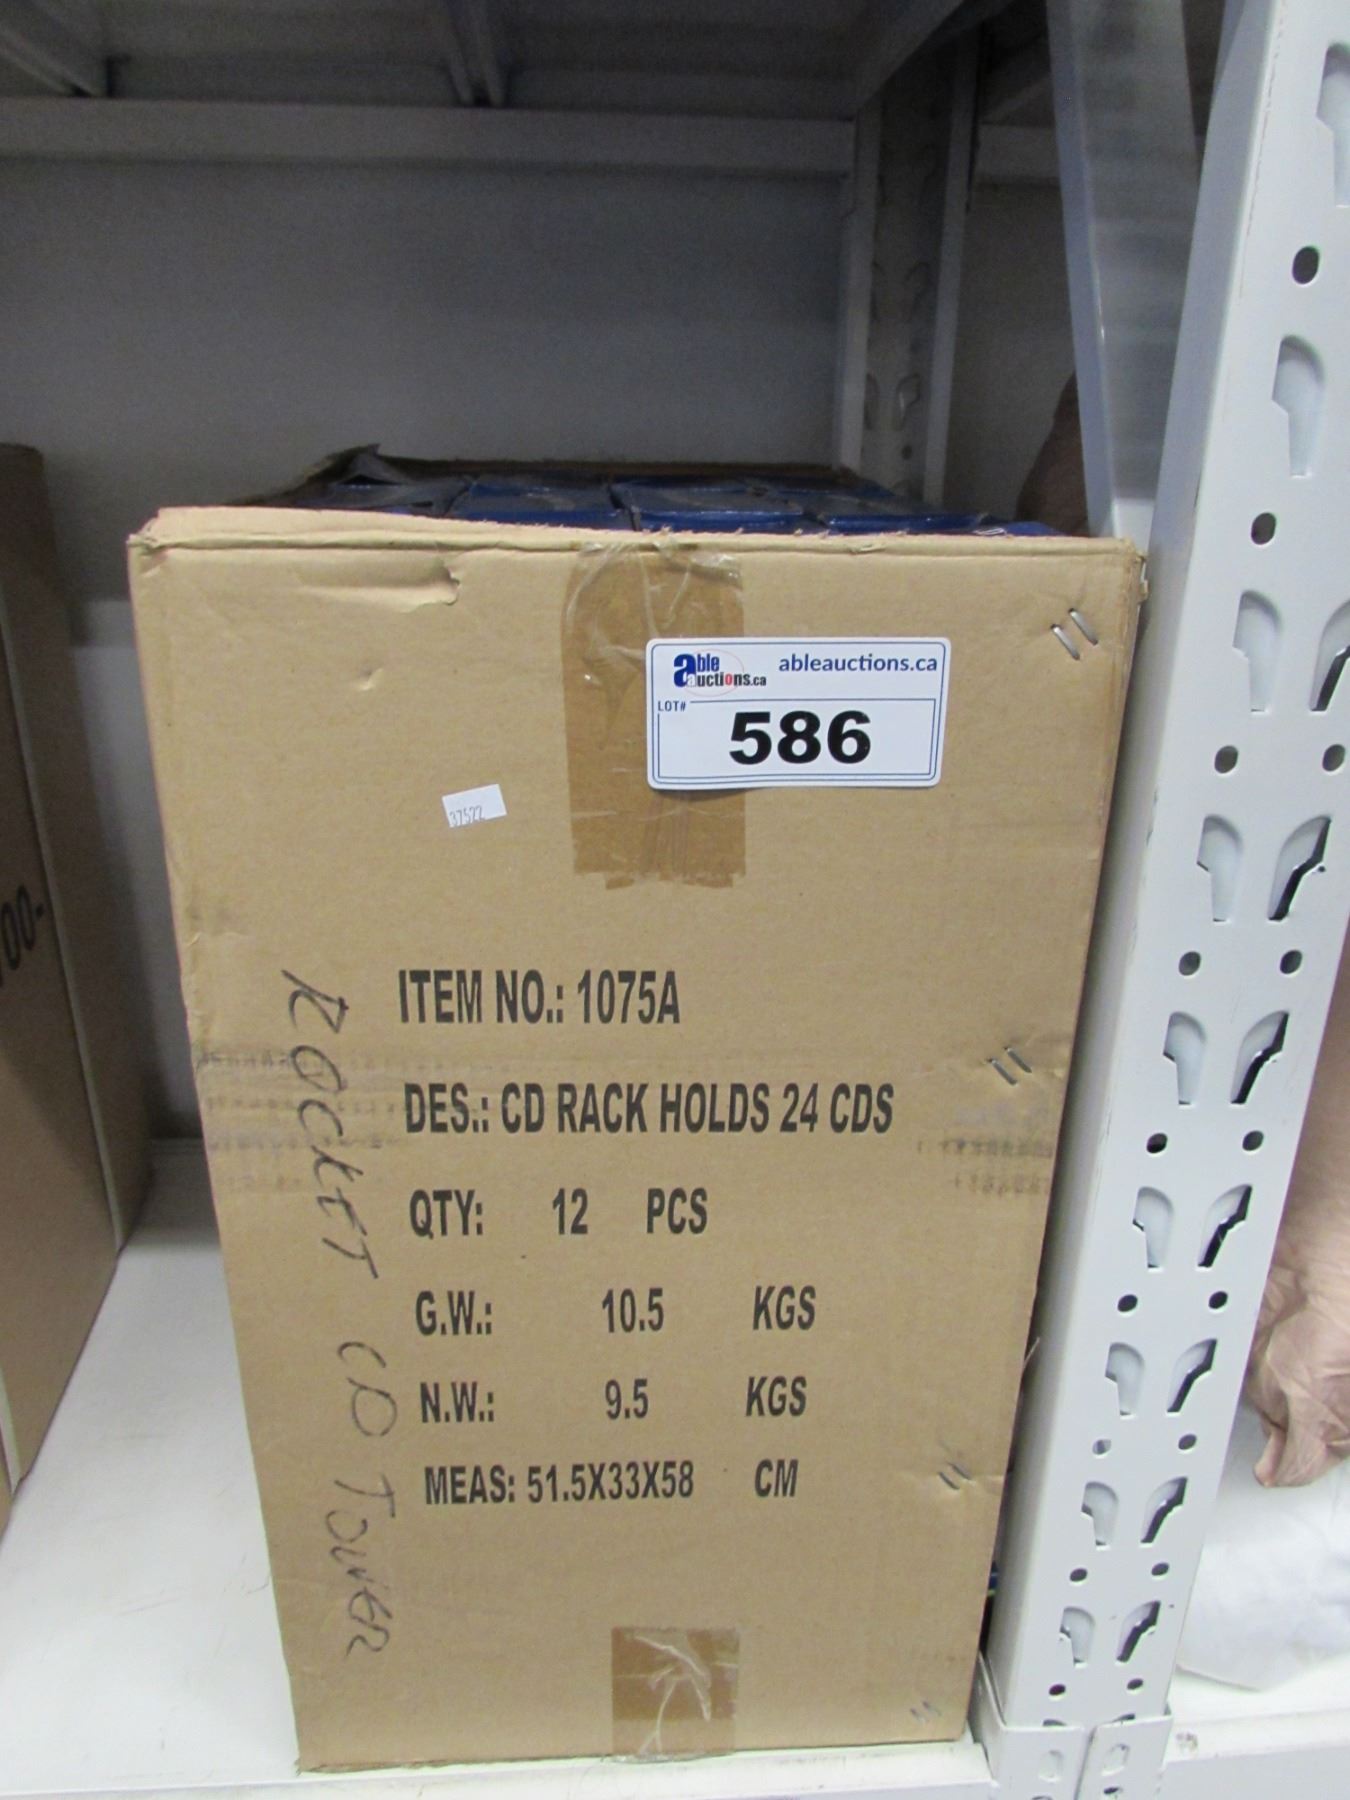 able auctions.ca
ableauctions.ca
LOT#
586
37522
ITEM NO.: 1075A
DES.: CD RACK HOLDS 24 CDS
QTY: 12 PCS
G.W.: 10.5 KGS
N.W.: 9.5 KGS
MEAS: 51.5X33X58 CM
ROCKET CD TOWER
00-